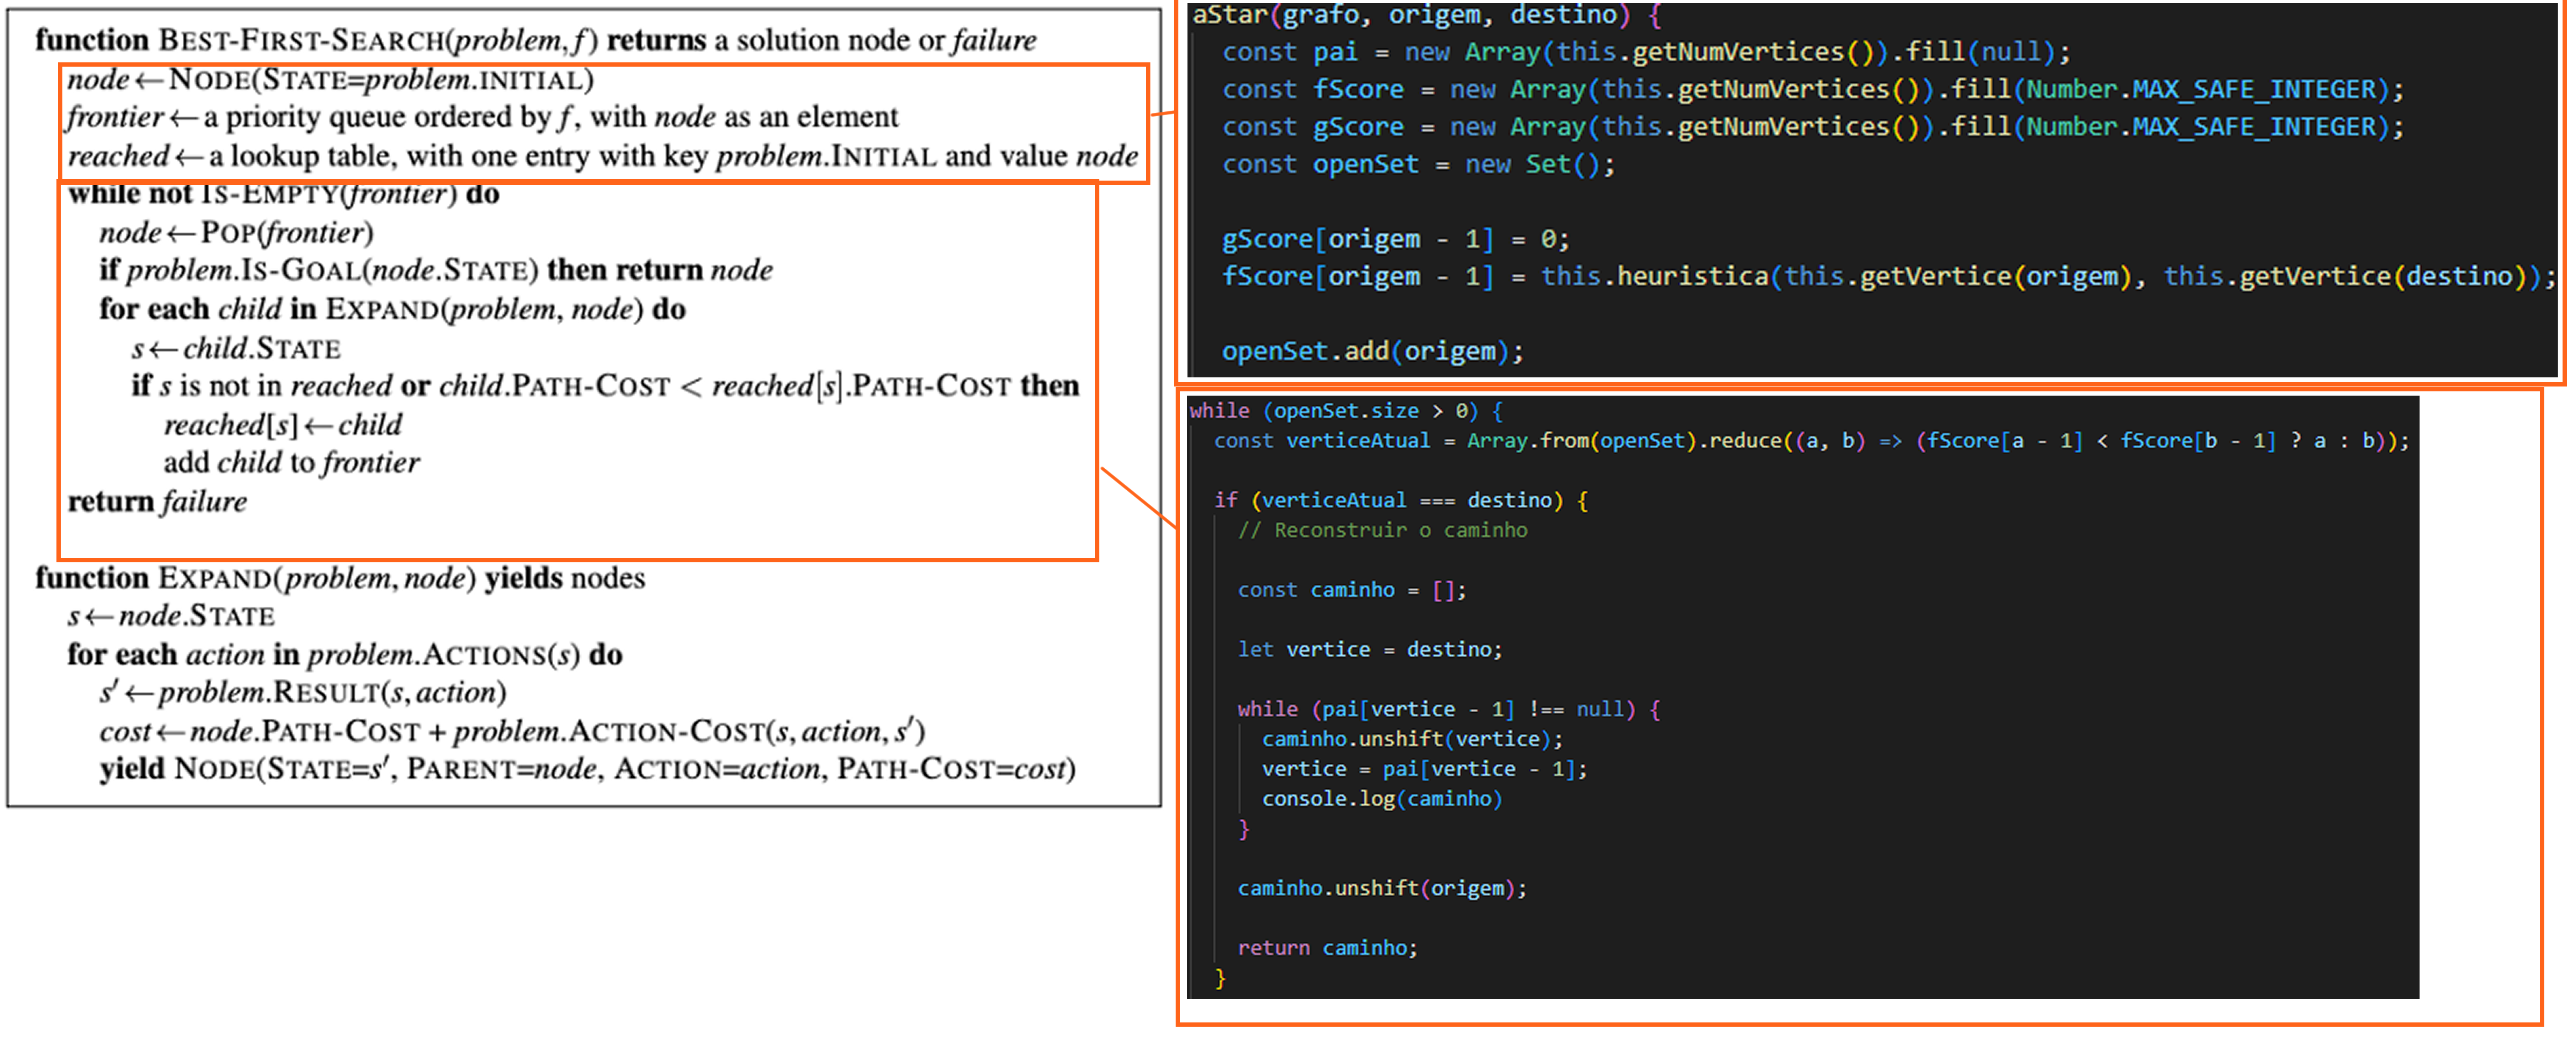 function BEST-FIRST-SEARCH(problem, f) returns a solution node or failure
node ← NODE(STATE=problem.INITIAL)
frontier ← a priority queue ordered by f, with node as an element
reached ← a lookup table, with one entry with key problem.INITIAL and value node
while not IS-EMPTY(frontier) do
node ← POP(frontier)
if problem.IS-GOAL(node.STATE) then return node
for each child in EXPAND(problem, node) do
s ← child.STATE
if s is not in reached or child.PATH-COST < reached[s].PATH-COST then
reached[s] ← child
add child to frontier
return failure
function EXPAND(problem, node) yields nodes
s ← node.STATE
for each action in problem.ACTIONS(s) do
s′ ← problem.RESULT(s, action)
cost ← node.PATH-COST + problem.ACTION-COST(s, action, s′)
yield NODE(STATE=s′, PARENT=node, ACTION=action, PATH-COST=cost)
aStar(grafo, origem, destino) {
const pai = new Array(this.getNumVertices()).fill(null);
const fScore = new Array(this.getNumVertices()).fill(Number.MAX_SAFE_INTEGER);
const gScore = new Array(this.getNumVertices()).fill(Number.MAX_SAFE_INTEGER);
const openSet = new Set();
gScore[origem - 1] = 0;
fScore[origem - 1] = this.heuristica(this.getVertice(origem), this.getVertice(destino));
openSet.add(origem);
while (openSet.size > 0) {
const verticeAtual = Array.from(openSet).reduce((a, b) => (fScore[a - 1] < fScore[b - 1] ? a : b));
if (verticeAtual === destino) {
// Reconstruir o caminho
const caminho = [];
let vertice = destino;
while (pai[vertice - 1] !== null) {
caminho.unshift(vertice);
vertice = pai[vertice - 1];
console.log(caminho)
}
caminho.unshift(origem);
return caminho;
}